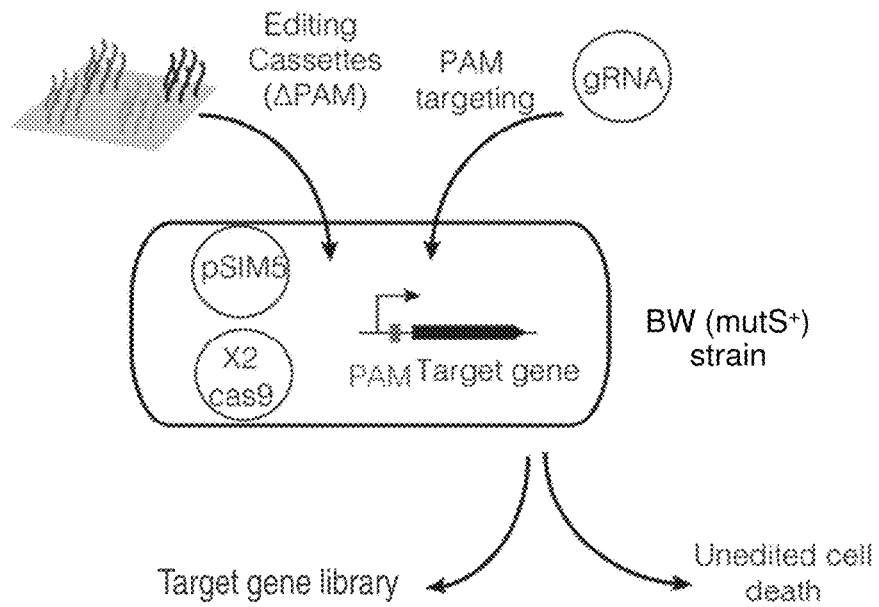 Editing
Cassettes
(ΔPAM)
PAM
targeting
gRNA
pSIM5
X2
cas9
PAM Target gene
BW (mutS⁺)
strain
Target gene library
Unedited cell
death